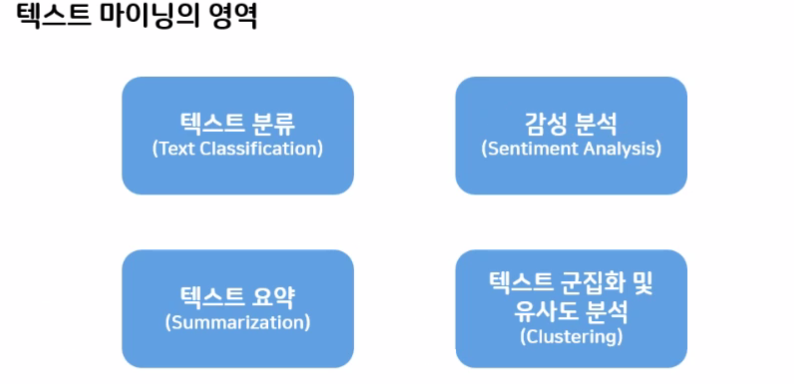 텍스트 마이닝의 영역
텍스트 분류
(Text Classification)
감성 분석
(Sentiment Analysis)
텍스트 요약
(Summarization)
텍스트 군집화 및
유사도 분석
(Clustering)